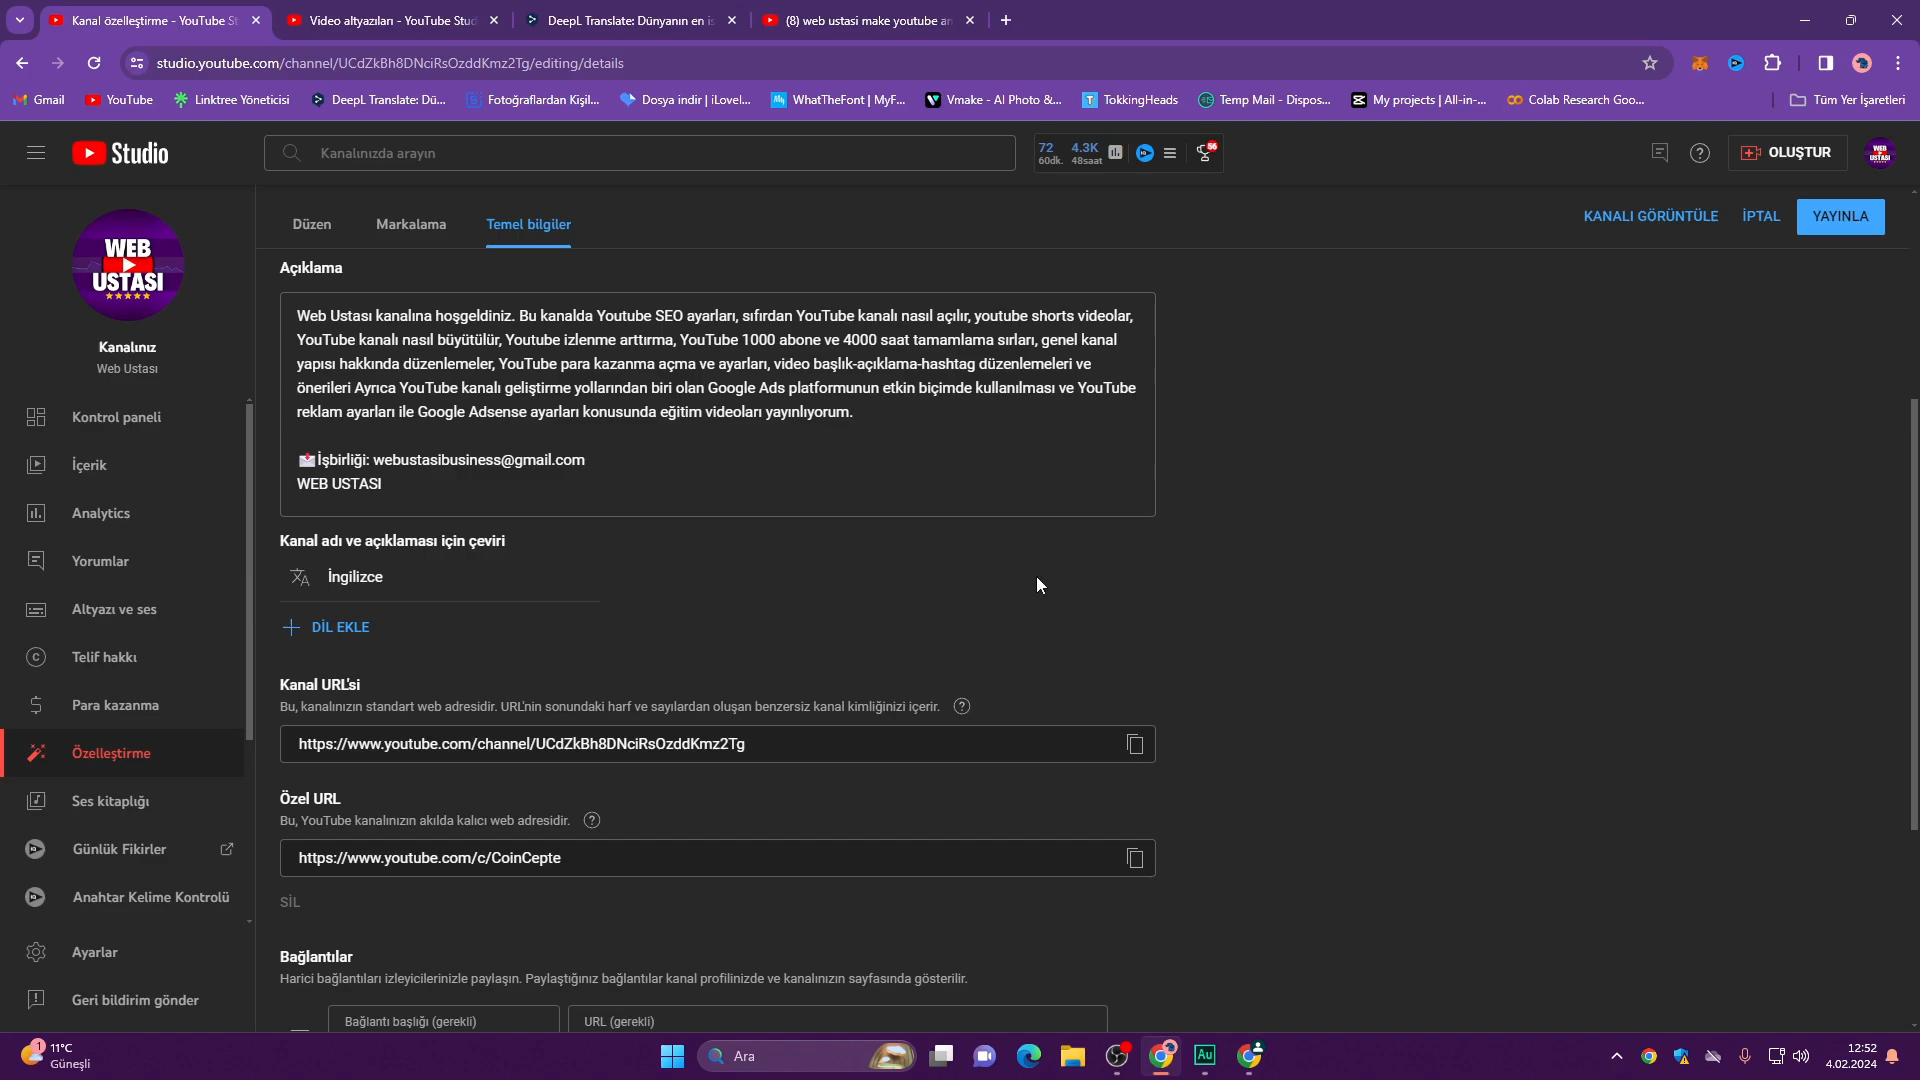 Kanal özelleştirme - YouTube St
Video altyazıları - YouTube Stud
DeepL Translate: Dünyanın en is
(8) web ustasi make youtube an
studio.youtube.com/channel/UCdZkBh8DNciRsOzddKmz2Tg/editing/details
Gmail
YouTube
Linktree Yöneticisi
DeepL Translate: Dü...
Fotoğraflardan Kişil...
Dosya indir | iLovel...
WhatTheFont | MyF...
Vmake - AI Photo &...
TokkingHeads
Temp Mail - Dispos...
My projects | All-in-...
Colab Research Goo...
Tüm Yer İşaretleri
Studio
Kanalınızda arayın
72
60dk.
4.3K
48saat
56
OLUŞTUR
WEB
USTASI
Düzen
Markalama
Temel bilgiler
KANALI GÖRÜNTÜLE
İPTAL
YAYINLA
WEB
USTASI
Kanalınız
Web Ustası
Kontrol paneli
İçerik
Analytics
Yorumlar
Altyazı ve ses
Telif hakkı
Para kazanma
Özelleştirme
Ses kitaplığı
Günlük Fikirler
Anahtar Kelime Kontrolü
Ayarlar
Geri bildirim gönder
Açıklama
Web Ustası kanalına hoşgeldiniz. Bu kanalda Youtube SEO ayarları, sıfırdan YouTube kanalı nasıl açılır, youtube shorts videolar,
YouTube kanalı nasıl büyütülür, Youtube izlenme arttırma, YouTube 1000 abone ve 4000 saat tamamlama sırları, genel kanal
yapısı hakkında düzenlemeler, YouTube para kazanma açma ve ayarları, video başlık-açıklama-hashtag düzenlemeleri ve
önerileri Ayrıca YouTube kanalı geliştirme yollarından biri olan Google Ads platformunun etkin biçimde kullanılması ve YouTube
reklam ayarları ile Google Adsense ayarları konusunda eğitim videoları yayınlıyorum.
📩İşbirliği: webustasibusiness@gmail.com
WEB USTASI
Kanal adı ve açıklaması için çeviri
İngilizce
DİL EKLE
Kanal URL'si
Bu, kanalınızın standart web adresidir. URL'nin sonundaki harf ve sayılardan oluşan benzersiz kanal kimliğinizi içerir.
https://www.youtube.com/channel/UCdZkBh8DNciRsOzddKmz2Tg
Özel URL
Bu, YouTube kanalınızın akılda kalıcı web adresidir.
https://www.youtube.com/c/CoinCepte
SİL
Bağlantılar
Harici bağlantıları izleyicilerinizle paylaşın. Paylaştığınız bağlantılar kanal profilinizde ve kanalınızın sayfasında gösterilir.
Bağlantı başlığı (gerekli)
URL (gerekli)
1
11°C
Güneşli
Ara
Au
12:52
4.02.2024